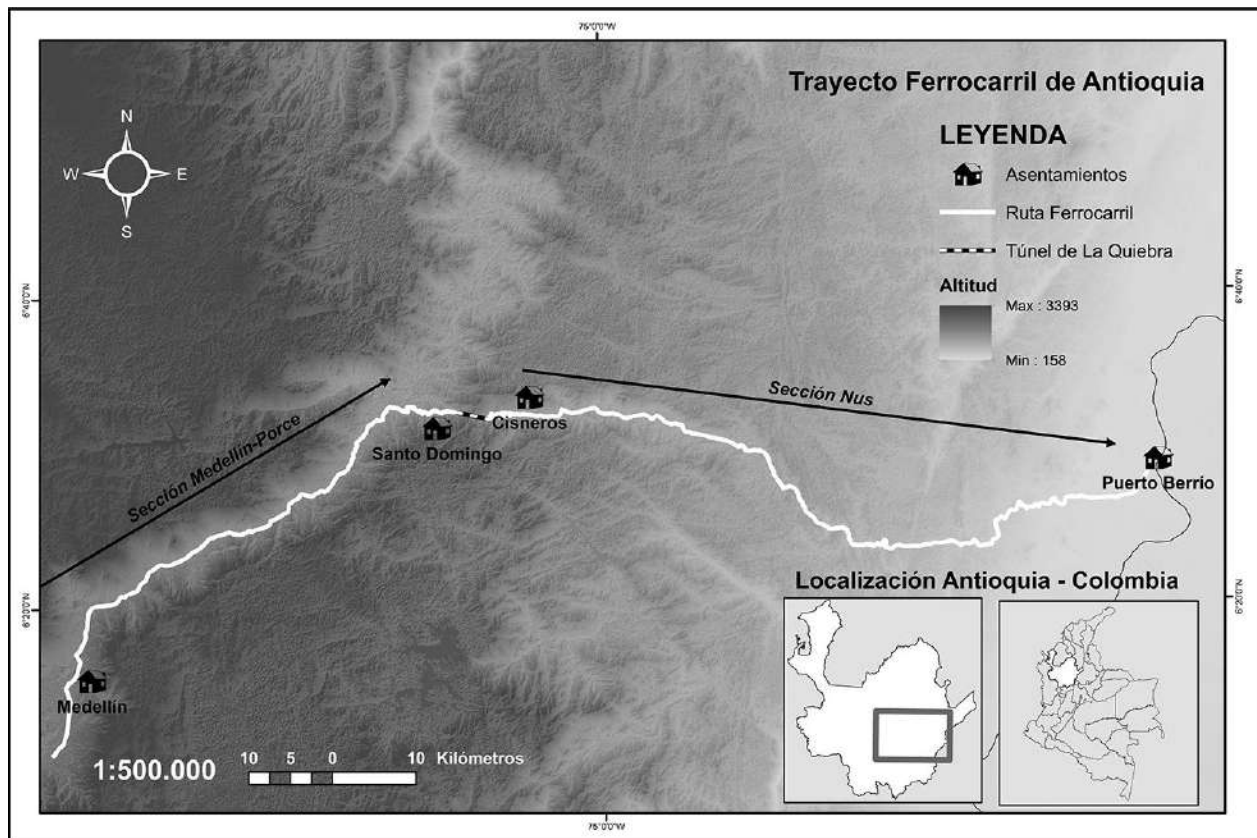 75°0'0"W
Trayecto Ferrocarril de Antioquia
LEYENDA
Asentamientos
Ruta Ferrocarril
Túnel de La Quiebra
Altitud
Max : 3393
Min : 158
N
W
E
S
6°40'0"N
6°40'0"N
Sección Medellín-Porce
Sección Nus
Cisneros
Santo Domingo
Puerto Berrío
Medellín
6°20'0"N
6°20'0"N
Localización Antioquia - Colombia
1:500.000
10 5 0 10 Kilómetros
75°0'0"W